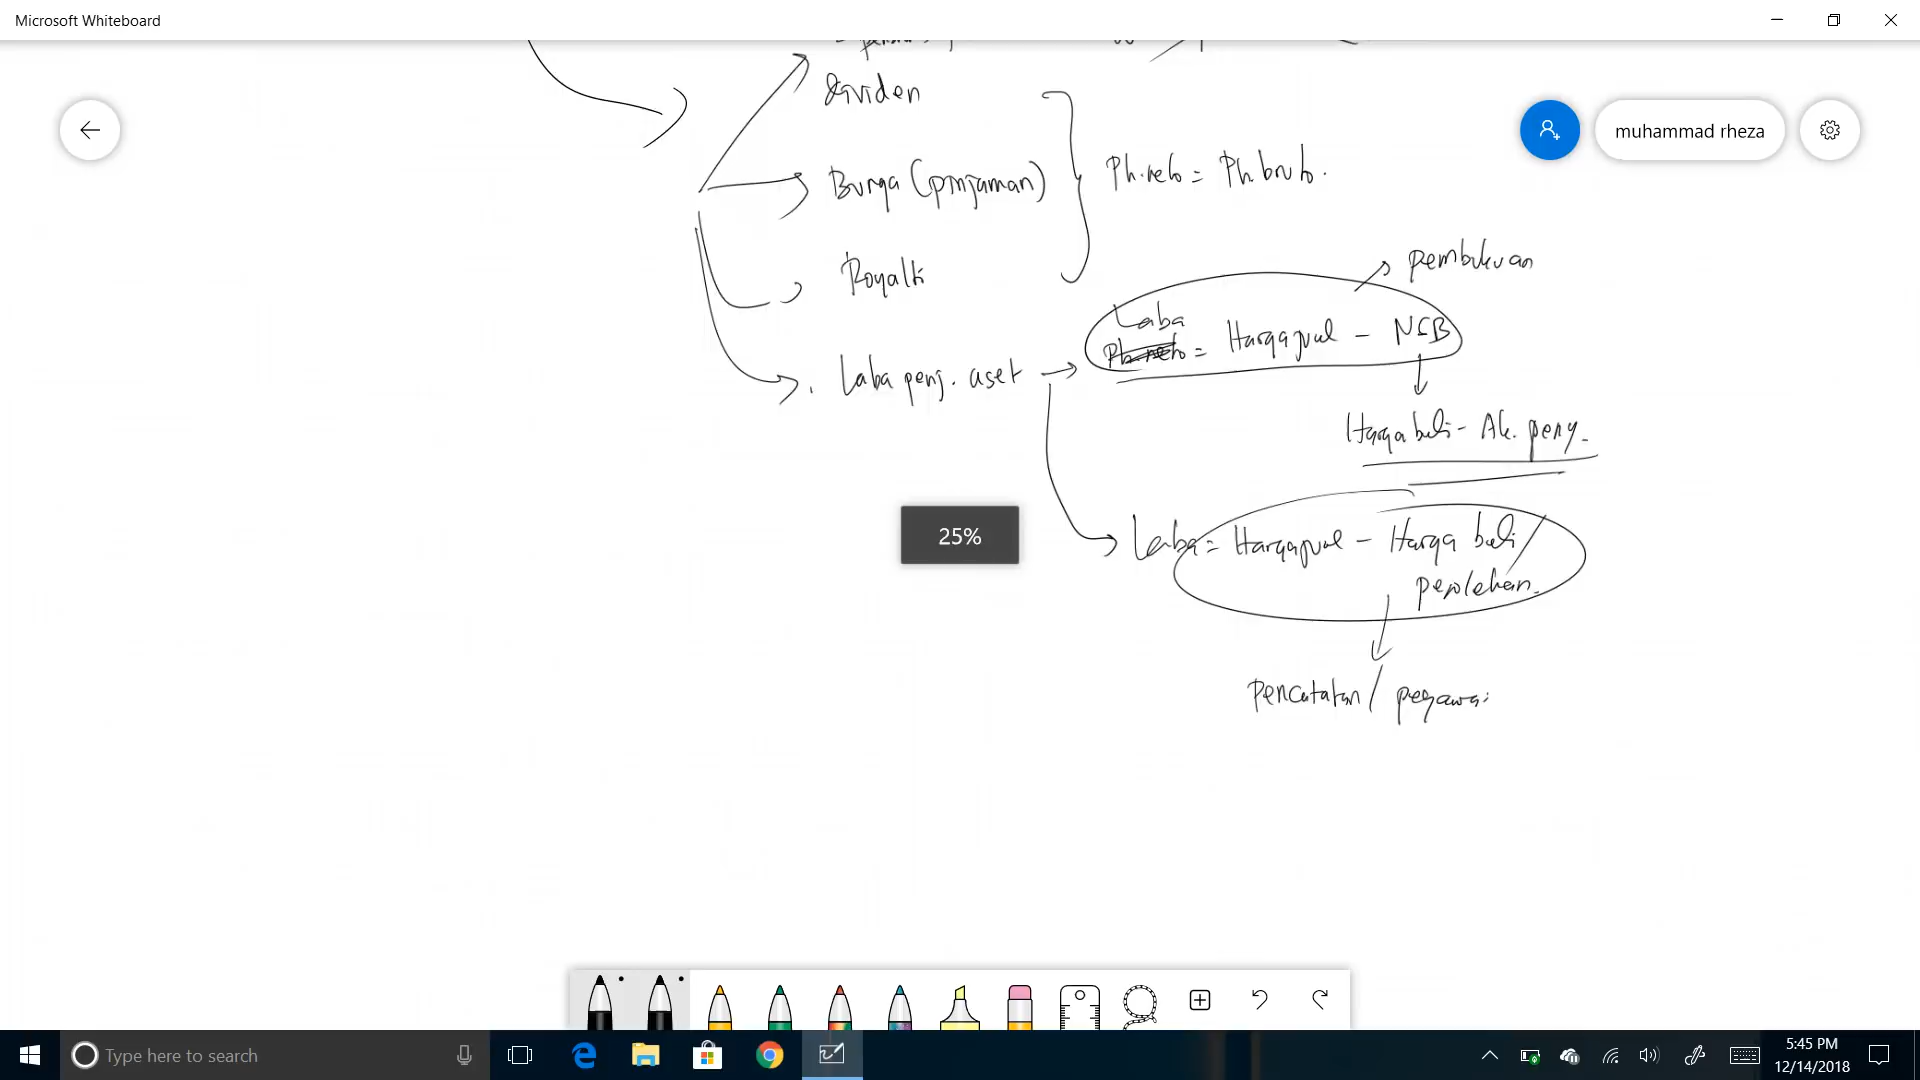 Microsoft Whiteboard
muhammad rheza
dividen
Bunga (pinjaman)
Ph. neto = Ph. bruto.
Royalti
pembukuan
Laba
Ph. neto = Harga jual - NSB
Laba penj. aset
Harga beli - Ak. peny.
25%
Laba = Harga jual - Harga beli/
perolehan.
Pencatatan / pegawai
Type here to search
5:45 PM
12/14/2018